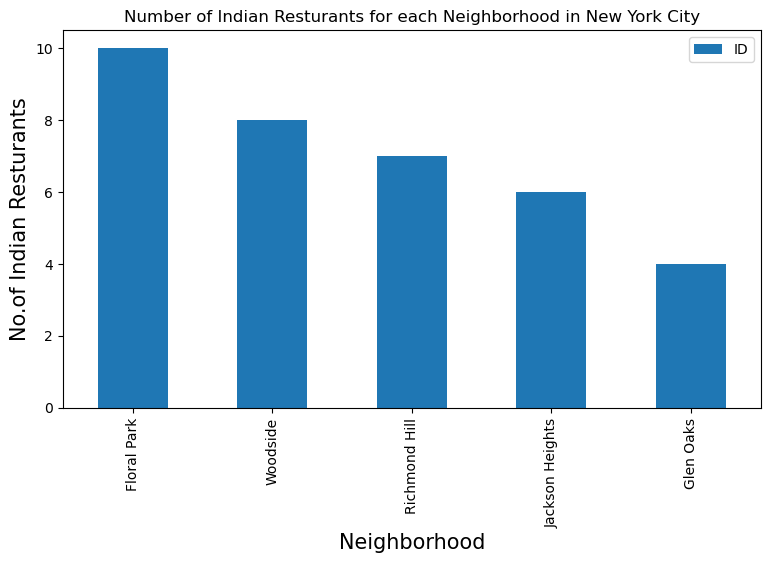 Number of Indian Resturants for each Neighborhood in New York City
ID
No.of Indian Resturants
10
8
6
4
2
0
Floral Park
Woodside
Richmond Hill
Jackson Heights
Glen Oaks
Neighborhood